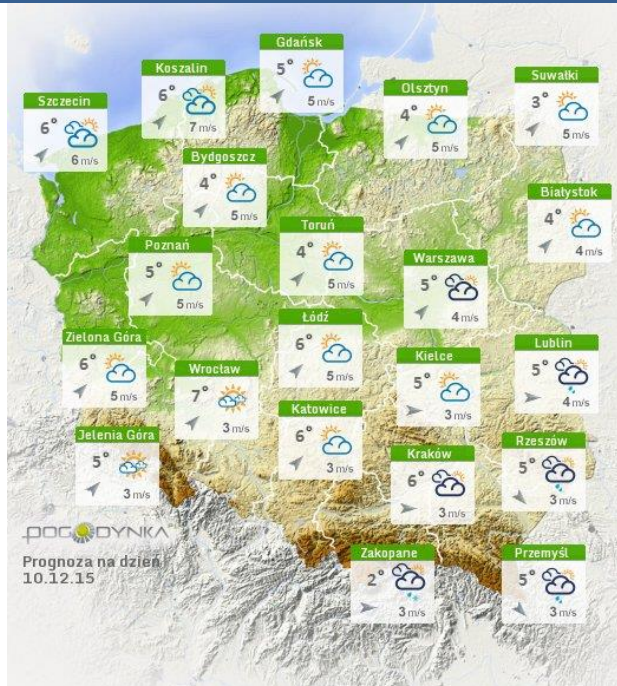 Gdańsk
5°
5 m/s
Koszalin
6°
7 m/s
Suwałki
3°
5 m/s
Olsztyn
4°
5 m/s
Szczecin
6°
6 m/s
Bydgoszcz
4°
5 m/s
Białystok
4°
4 m/s
Toruń
4°
5 m/s
Poznań
5°
5 m/s
Warszawa
5°
4 m/s
Łódź
6°
5 m/s
Zielona Góra
6°
5 m/s
Lublin
5°
4 m/s
Kielce
5°
3 m/s
Wrocław
7°
3 m/s
Katowice
6°
3 m/s
Jelenia Góra
5°
3 m/s
Rzeszów
5°
3 m/s
Kraków
6°
3 m/s
POGODYNKA
Prognoza na dzień
10.12.15
Zakopane
2°
3 m/s
Przemyśl
5°
3 m/s